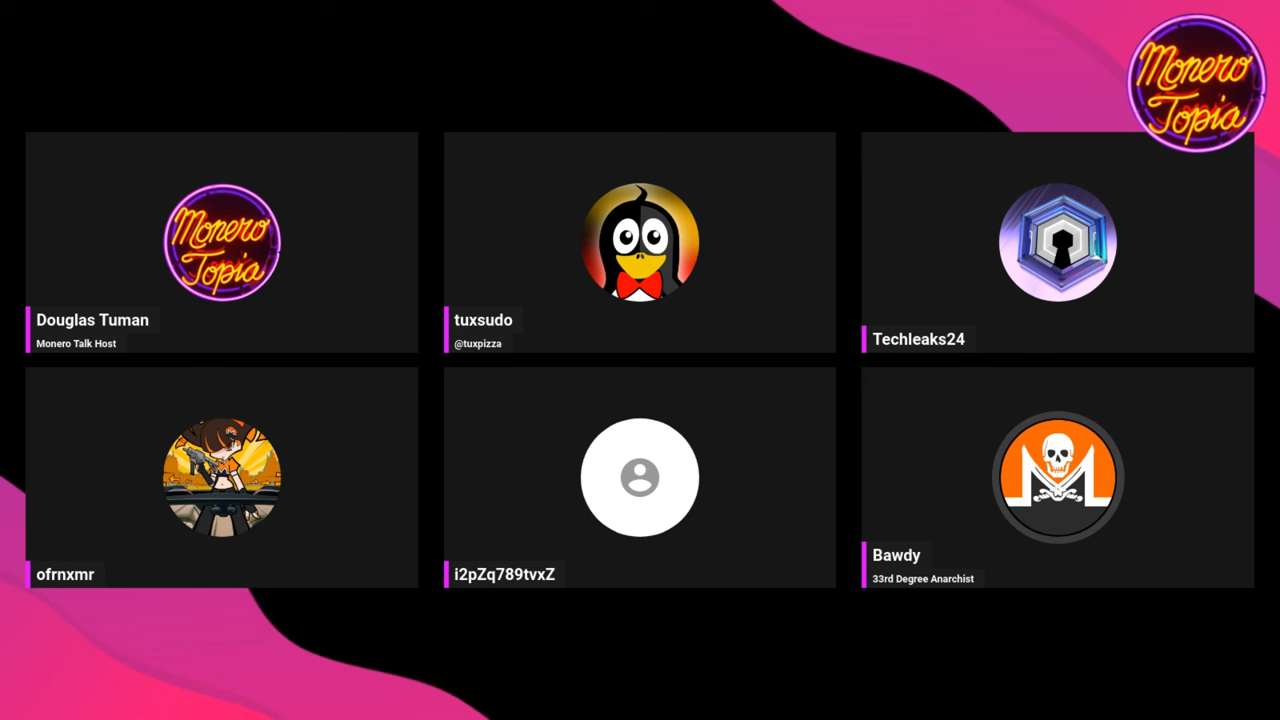 Monero
Topia
Monero
Topia
Douglas Tuman
Monero Talk Host
tuxsudo
@tuxpizza
Techleaks24
ofrnxmr
i2pZq789tvxZ
Bawdy
33rd Degree Anarchist